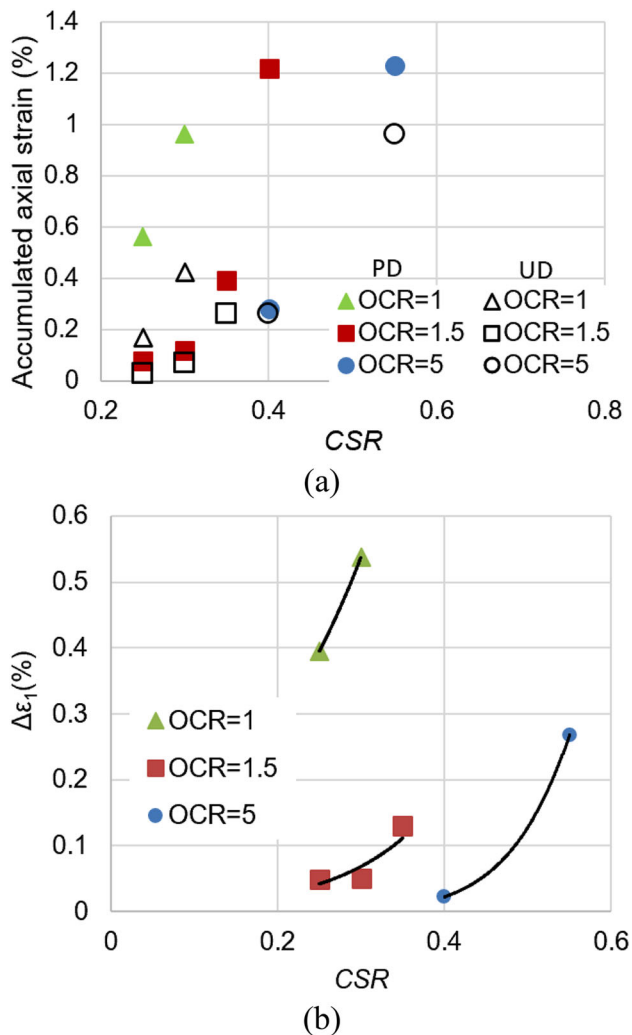 Accumulated axial strain (%)
1.4
1.2
1
0.8
0.6
0.4
0.2
0
0.2 0.4 0.6 0.8
CSR
PD UD
OCR=1 OCR=1
OCR=1.5 OCR=1.5
OCR=5 OCR=5
(a)
Δε₁(%)
0.6
0.5
0.4
0.3
0.2
0.1
0
OCR=1
OCR=1.5
OCR=5
0 0.2 0.4 0.6
CSR
(b)